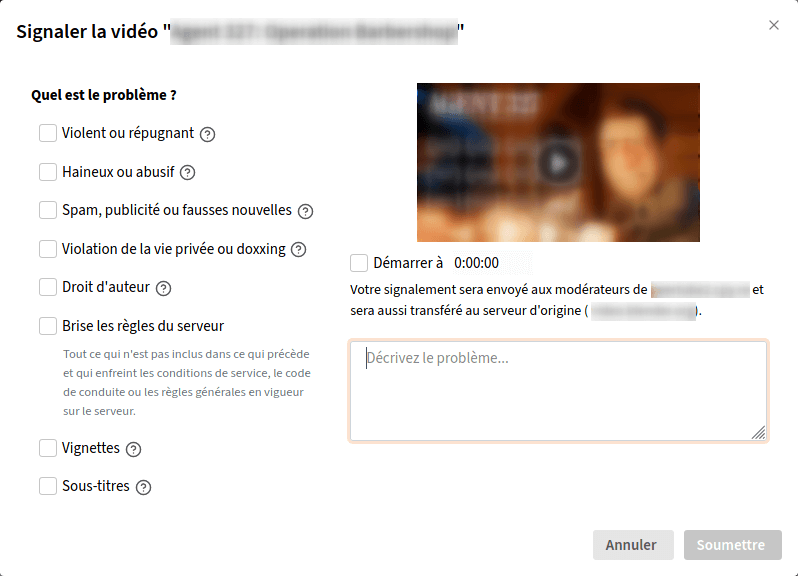 Signaler la vidéo " "
Quel est le problème ?
Violent ou répugnant
Haineux ou abusif
Spam, publicité ou fausses nouvelles
Violation de la vie privée ou doxxing
Droit d'auteur
Brise les règles du serveur
Tout ce qui n'est pas inclus dans ce qui précède
et qui enfreint les conditions de service, le code
de conduite ou les règles générales en vigueur
sur le serveur.
Vignettes
Sous-titres
Démarrer à 0:00:00
Votre signalement sera envoyé aux modérateurs de et
sera aussi transféré au serveur d'origine ( ).
Décrivez le problème...
Annuler
Soumettre